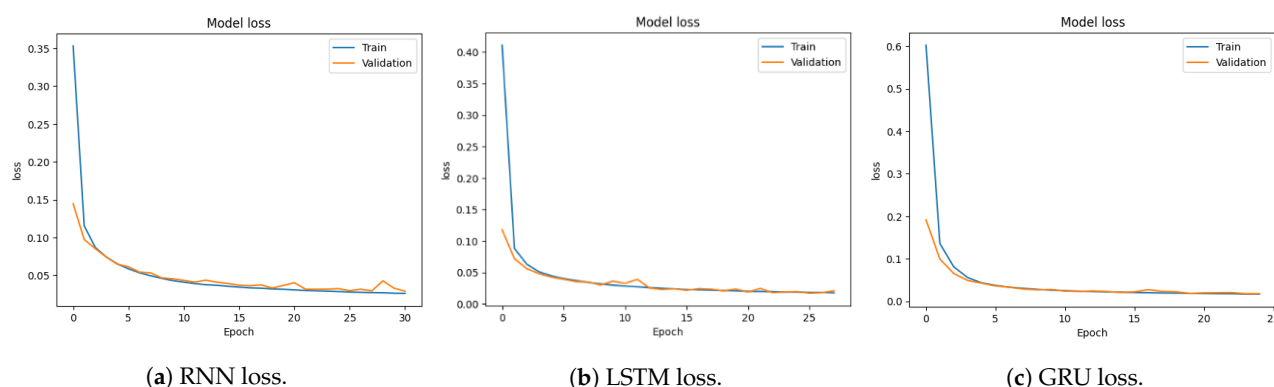 Model loss
0.35
0.30
0.25
0.20
0.15
0.10
0.05
loss
Train
Validation
0 5 10 15 20 25 30
Epoch
(a) RNN loss.
Model loss
0.40
0.35
0.30
0.25
0.20
0.15
0.10
0.05
0.00
loss
Train
Validation
0 5 10 15 20 25
Epoch
(b) LSTM loss.
Model loss
0.6
0.5
0.4
0.3
0.2
0.1
0.0
loss
Train
Validation
0 5 10 15 20
Epoch
(c) GRU loss.